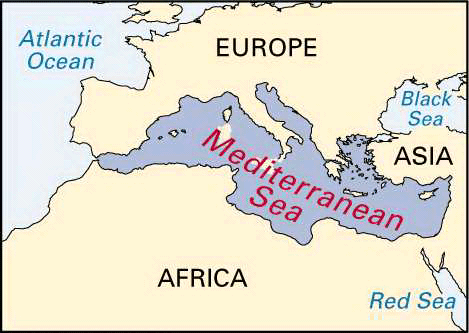 Atlantic
Ocean
EUROPE
Black
Sea
ASIA
Mediterranean
Sea
AFRICA
Red Sea